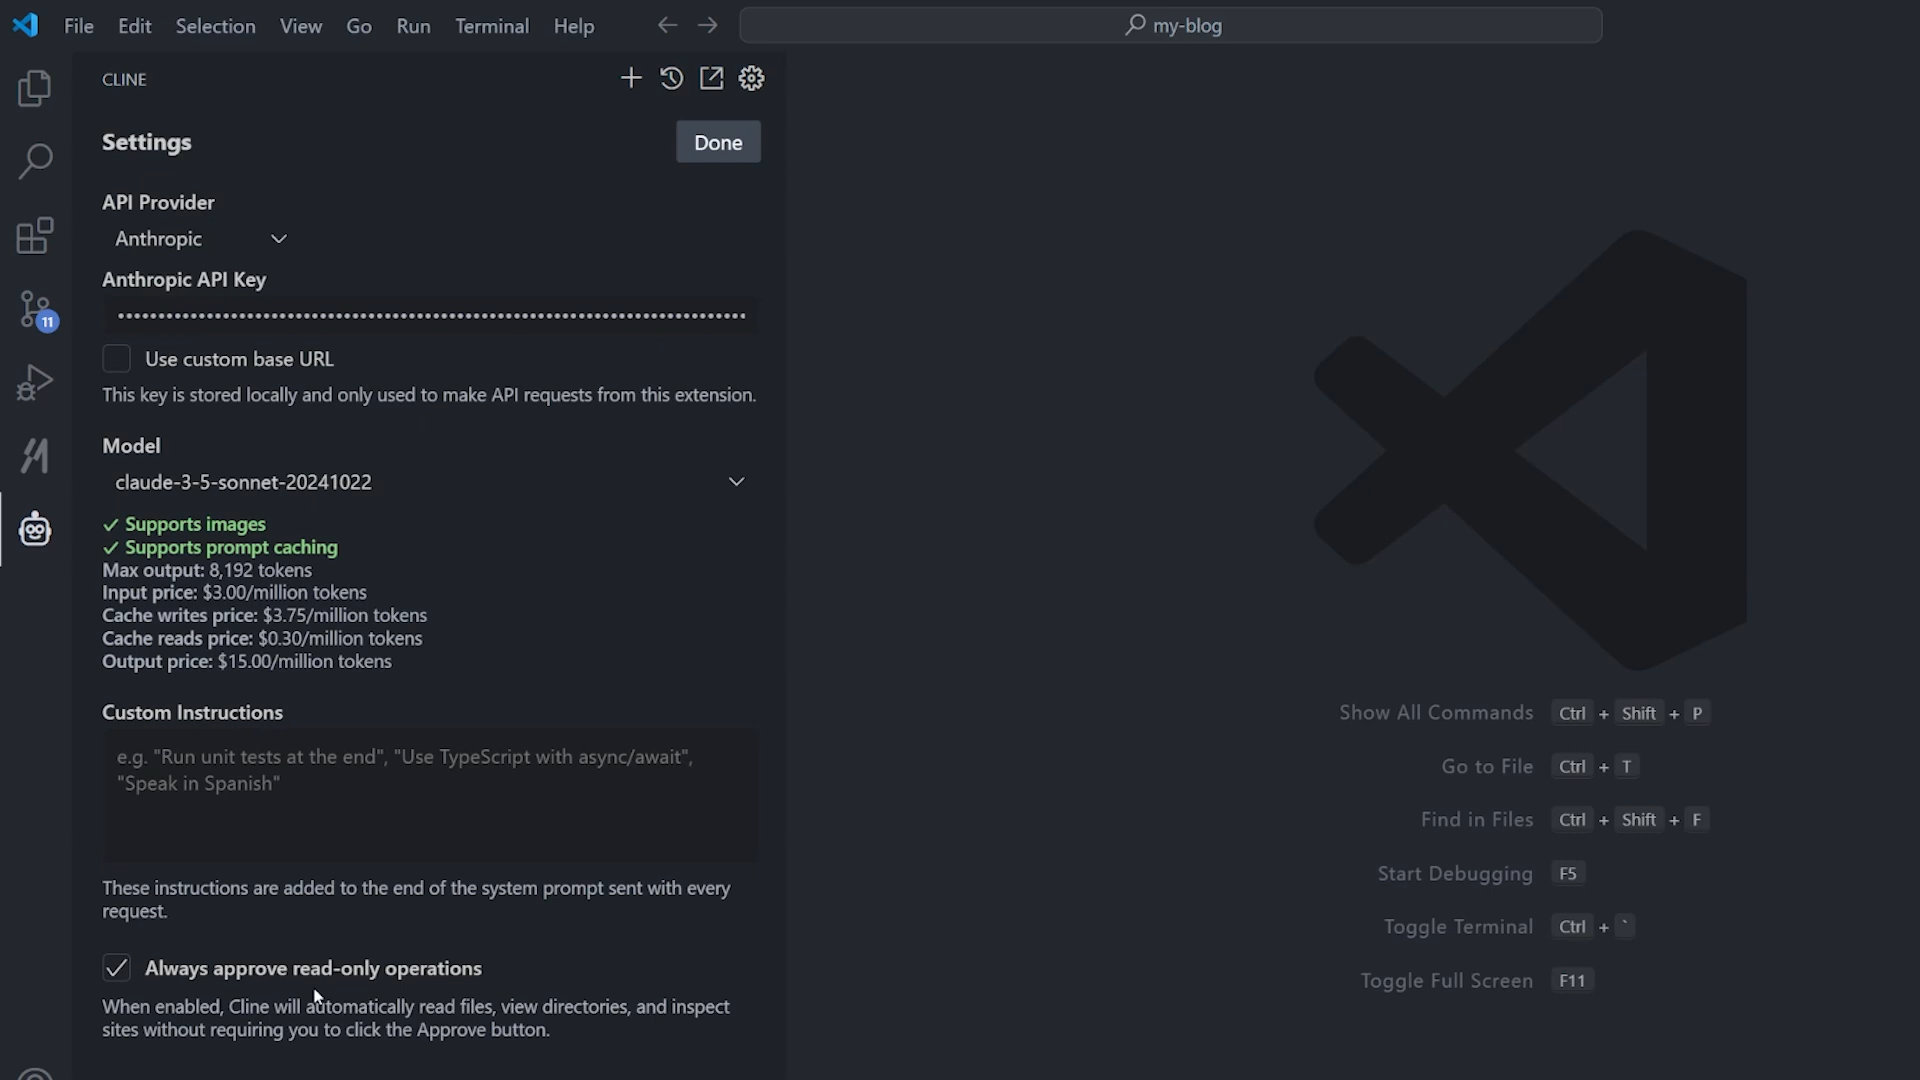 File Edit Selection View Go Run Terminal Help my-blog
CLINE
Settings
Done
API Provider
Anthropic
Anthropic API Key
Use custom base URL
This key is stored locally and only used to make API requests from this extension.
11
Model
claude-3-5-sonnet-20241022
✓ Supports images
✓ Supports prompt caching
Max output: 8,192 tokens
Input price: $3.00/million tokens
Cache writes price: $3.75/million tokens
Cache reads price: $0.30/million tokens
Output price: $15.00/million tokens
Custom Instructions
e.g. "Run unit tests at the end", "Use TypeScript with async/await",
"Speak in Spanish"
These instructions are added to the end of the system prompt sent with every
request.
Always approve read-only operations
When enabled, Cline will automatically read files, view directories, and inspect
sites without requiring you to click the Approve button.
Show All Commands Ctrl + Shift + P
Go to File Ctrl + T
Find in Files Ctrl + Shift + F
Start Debugging F5
Toggle Terminal Ctrl + `
Toggle Full Screen F11